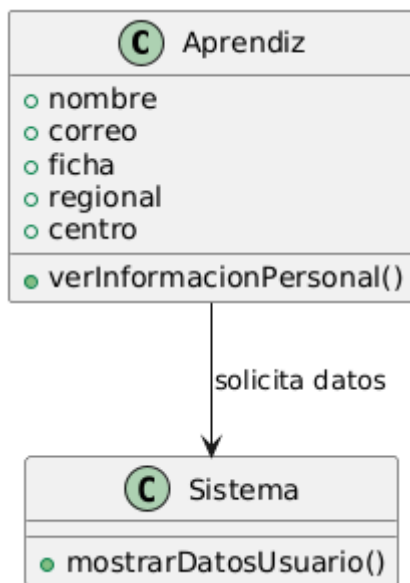 C Aprendiz
nombre
correo
ficha
regional
centro
verInformacionPersonal()
solicita datos
C Sistema
mostrarDatosUsuario()